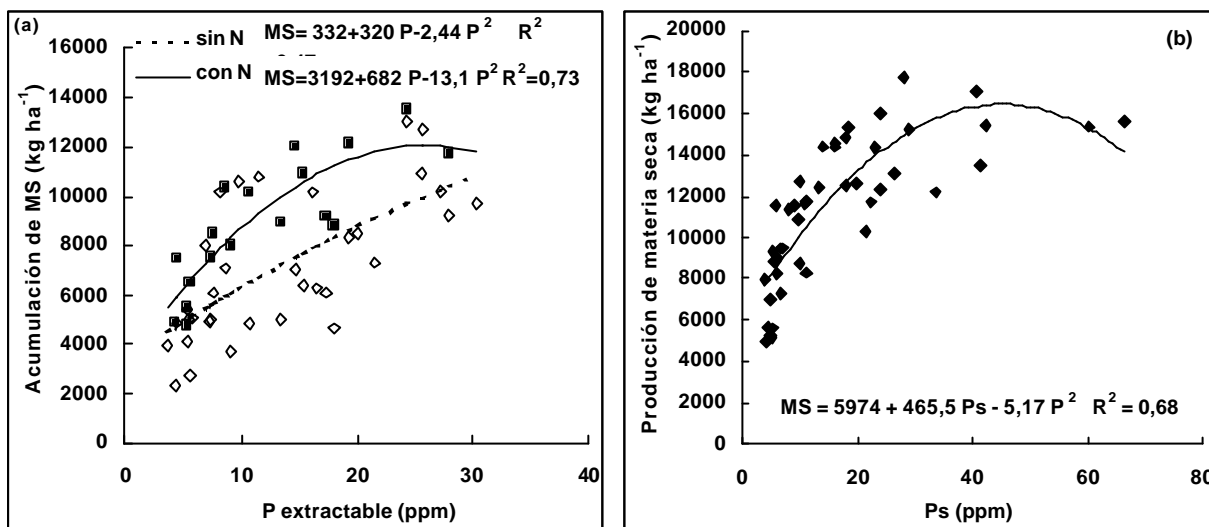 (a)
sin N MS= 332+320 P-2,44 P² R²
con N MS=3192+682 P-13,1 P² R²=0,73
16000
14000
12000
10000
8000
6000
4000
2000
0
Acumulación de MS (kg ha⁻¹)
0 10 20 30 40
P extractable (ppm)
(b)
20000
18000
16000
14000
12000
10000
8000
6000
4000
2000
0
Producción de materia seca (kg ha⁻¹)
MS = 5974 + 465,5 Ps - 5,17 P² R² = 0,68
0 20 40 60 80
Ps (ppm)